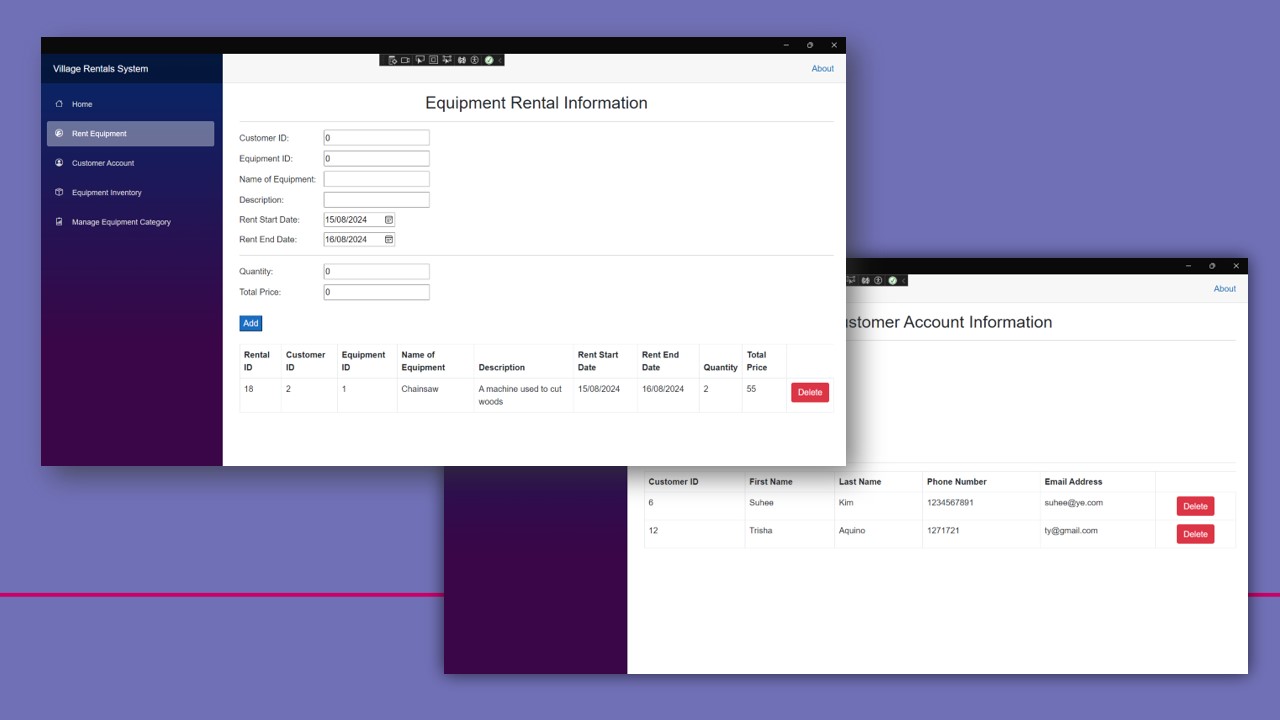 Village Rentals System
About
Home
Rent Equipment
Customer Account
Equipment Inventory
Manage Equipment Category
Equipment Rental Information
Customer ID: 0
Equipment ID: 0
Name of Equipment:
Description:
Rent Start Date: 15/08/2024
Rent End Date: 16/08/2024
Quantity: 0
Total Price: 0
Add
Rental ID Customer ID Equipment ID Name of Equipment Description Rent Start Date Rent End Date Quantity Total Price
18 2 1 Chainsaw A machine used to cut woods 15/08/2024 16/08/2024 2 55 Delete
About
stomer Account Information
Customer ID First Name Last Name Phone Number Email Address
6 Suhee Kim 1234567891 suhee@ye.com Delete
12 Trisha Aquino 1271721 ty@gmail.com Delete